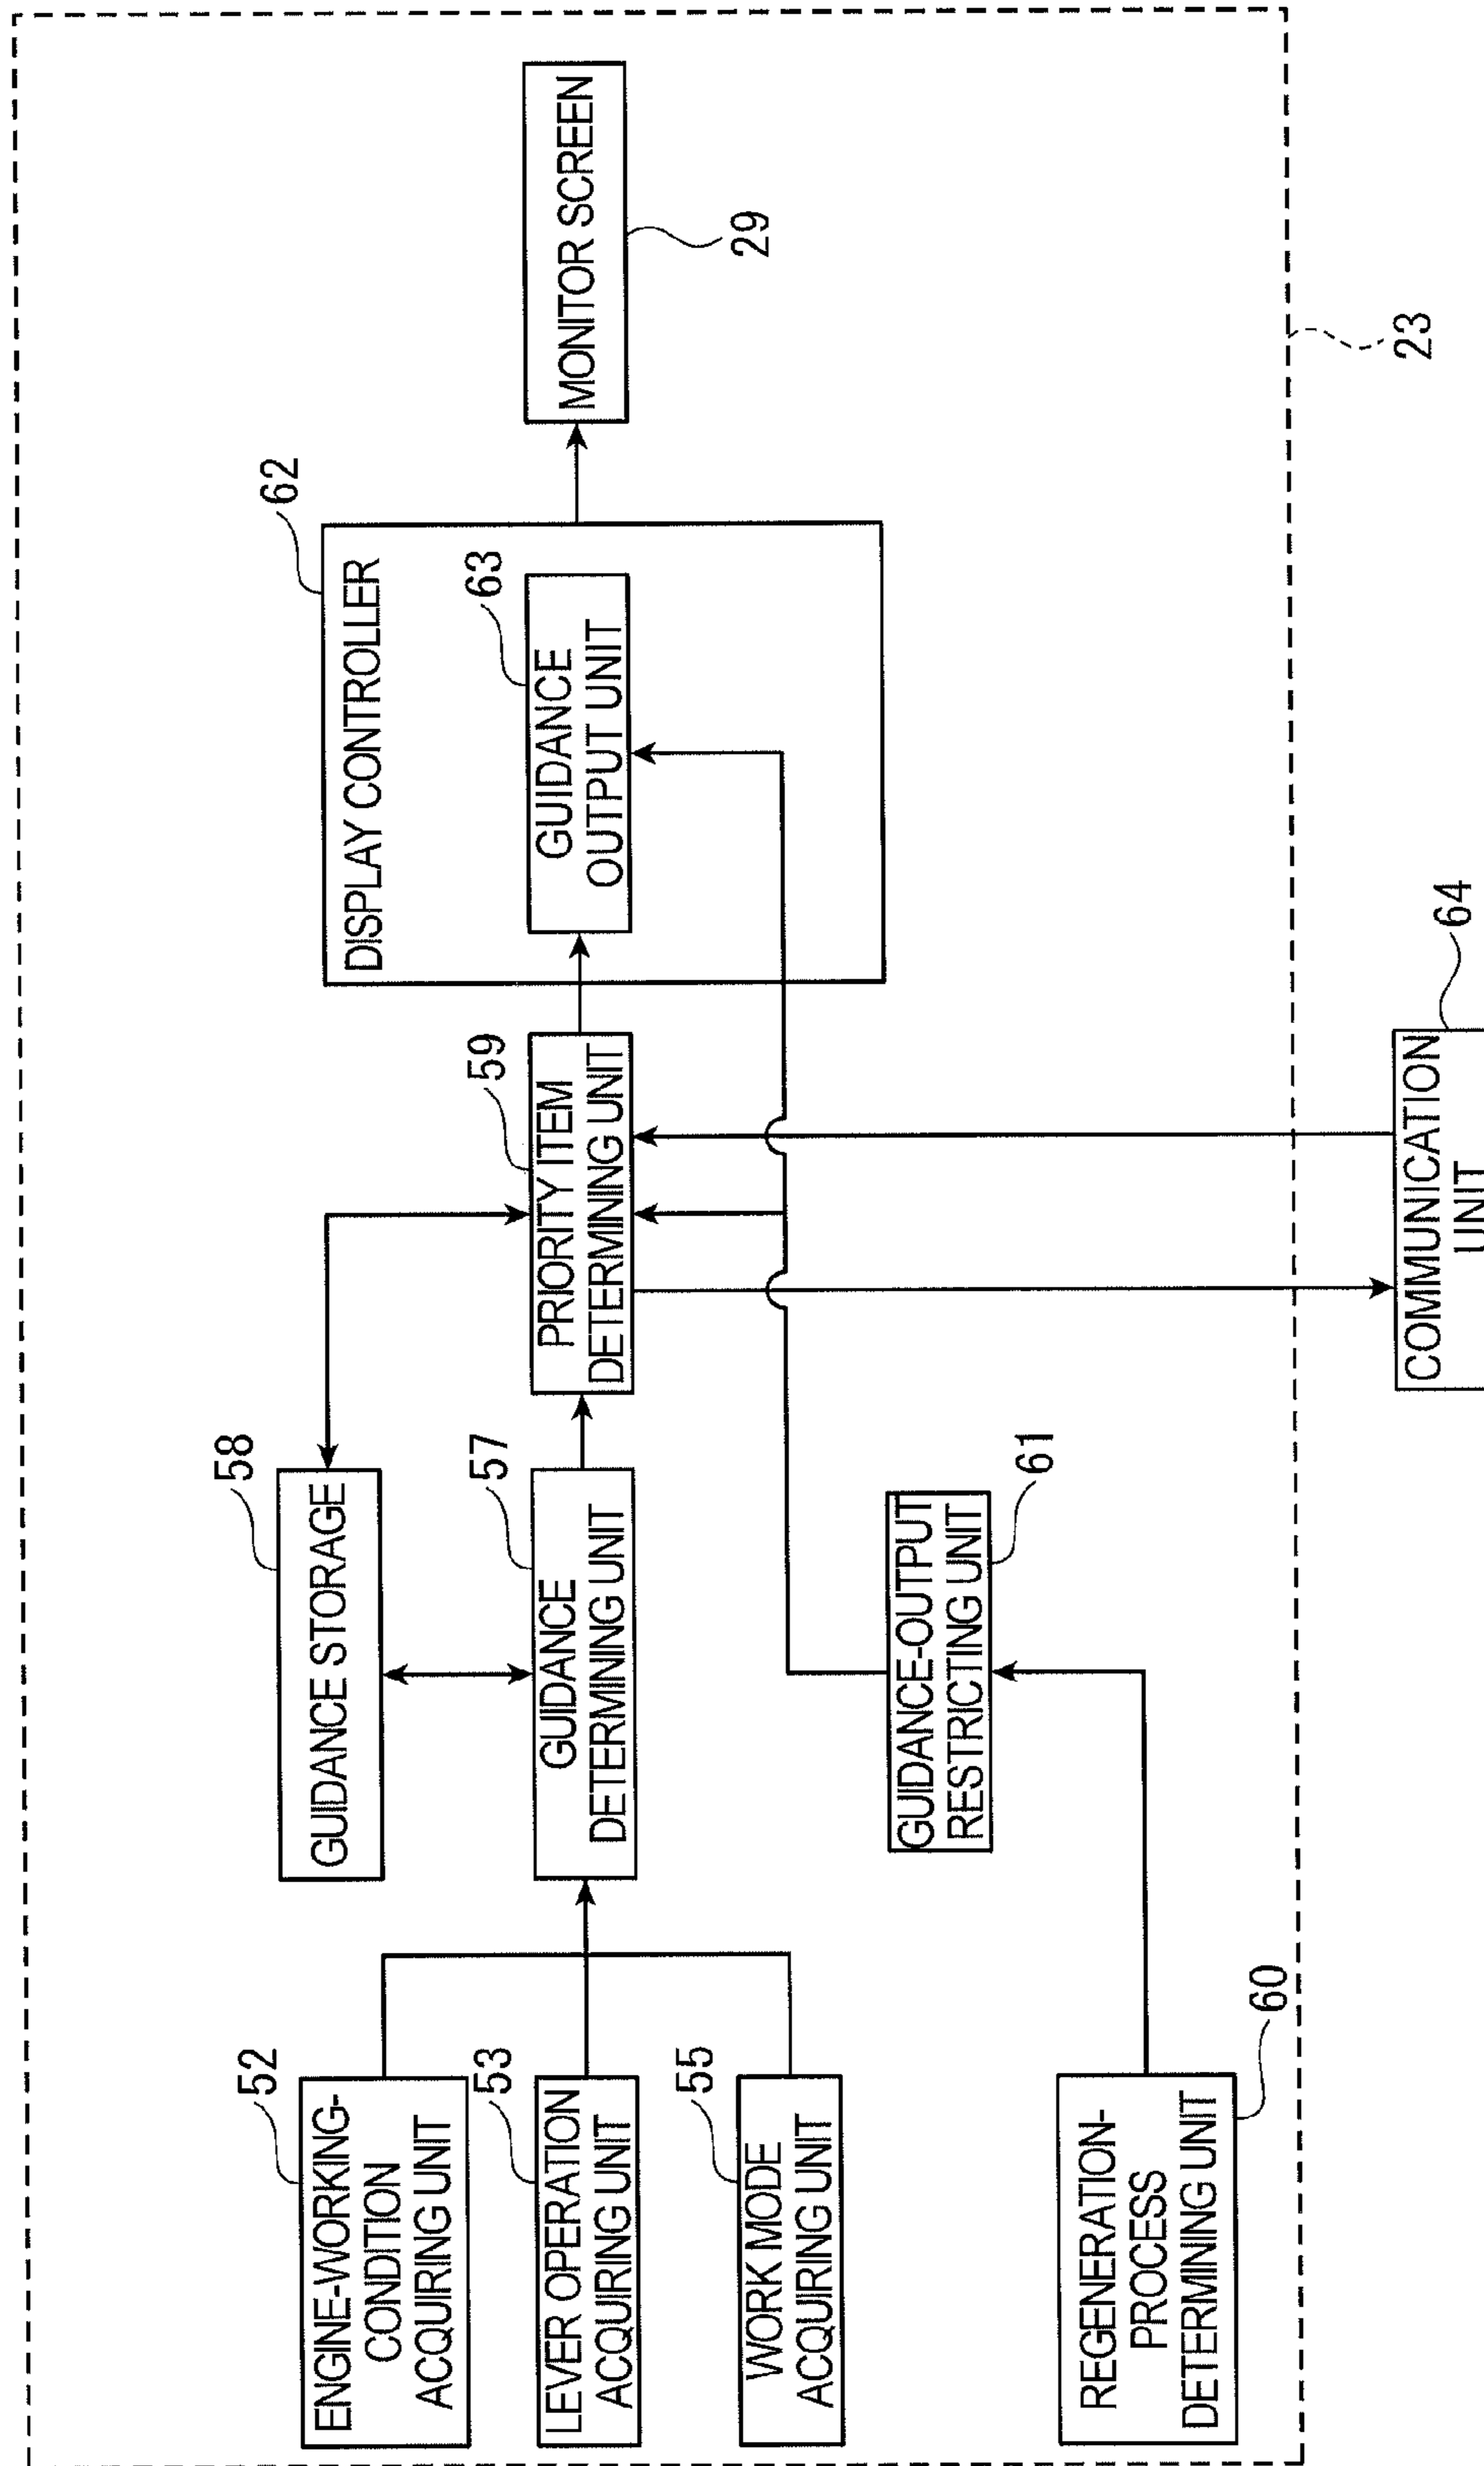 23
62
DISPLAY CONTROLLER
63
GUIDANCE
OUTPUT UNIT
MONITOR SCREEN
29
58
GUIDANCE STORAGE
59
PRIORITY ITEM
DETERMINING UNIT
57
GUIDANCE
DETERMINING UNIT
52
ENGINE-WORKING-
CONDITION
ACQUIRING UNIT
53
LEVER OPERATION
ACQUIRING UNIT
55
WORK MODE
ACQUIRING UNIT
61
GUIDANCE-OUTPUT
RESTRICTING UNIT
60
REGENERATION-
PROCESS
DETERMINING UNIT
64
COMMUNICATION
UNIT